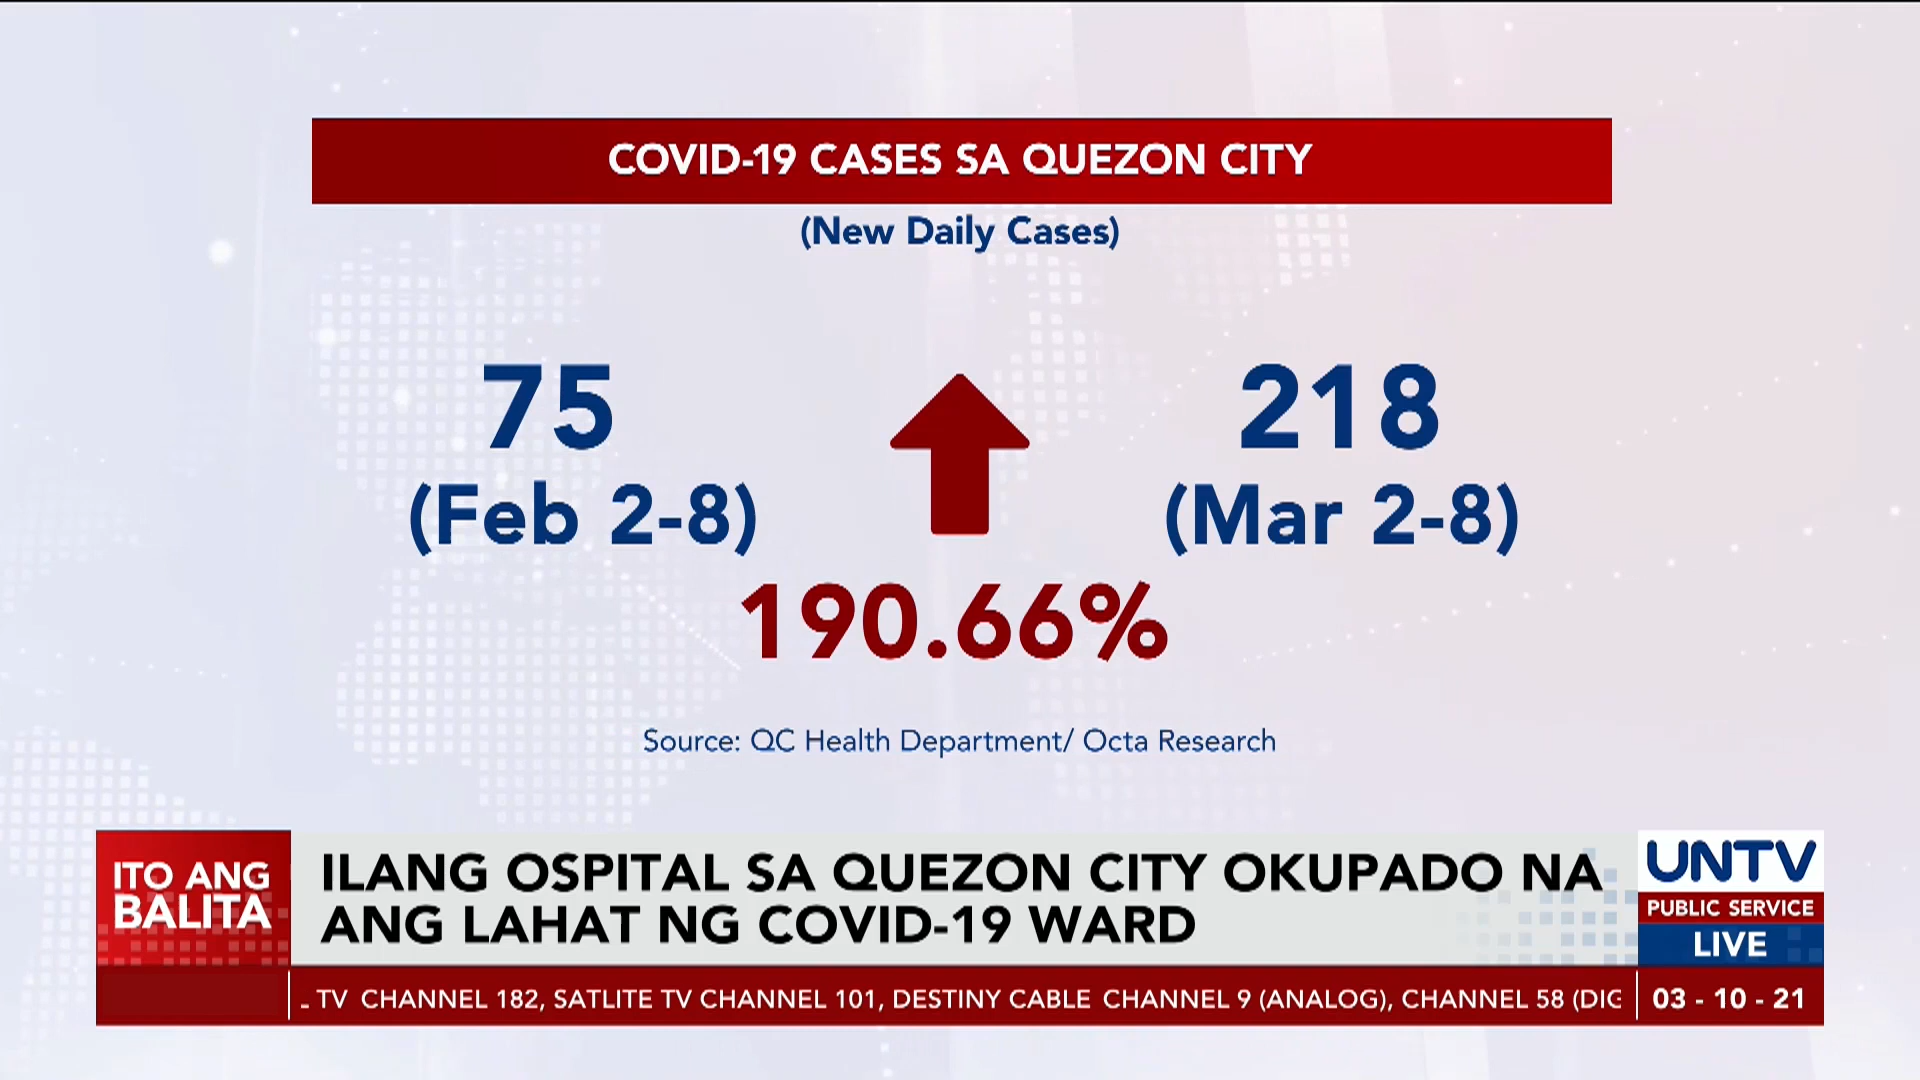 COVID-19 CASES SA QUEZON CITY
(New Daily Cases)
75
(Feb 2-8)
218
(Mar 2-8)
190.66%
Source: QC Health Department/ Octa Research
ITO ANG
BALITA
ILANG OSPITAL SA QUEZON CITY OKUPADO NA
ANG LAHAT NG COVID-19 WARD
UNTV
PUBLIC SERVICE
LIVE
TV CHANNEL 182, SATLITE TV CHANNEL 101, DESTINY CABLE CHANNEL 9 (ANALOG), CHANNEL 58 (DIG
03 - 10 - 21